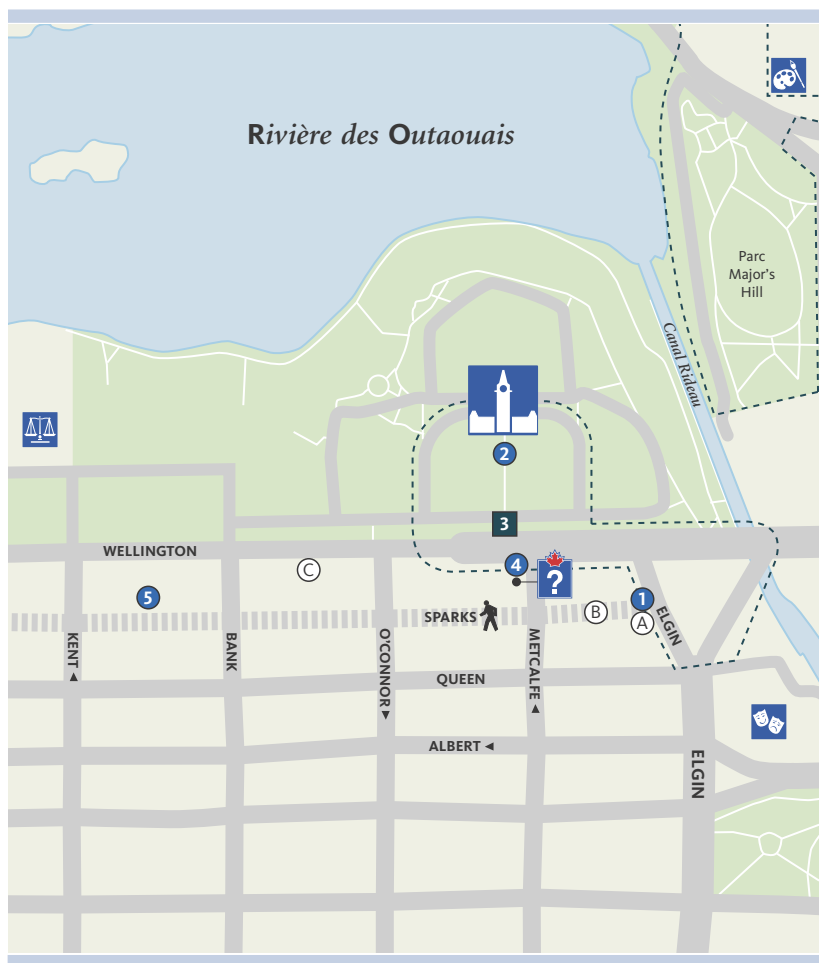 Rivière des Outaouais
Parc
Major's
Hill
Canal Rideau
2
3
WELLINGTON
C
4
?
5
1
B
A
SPARKS
ELGIN
KENT
BANK
O'CONNOR
METCALFE
QUEEN
ALBERT
ELGIN